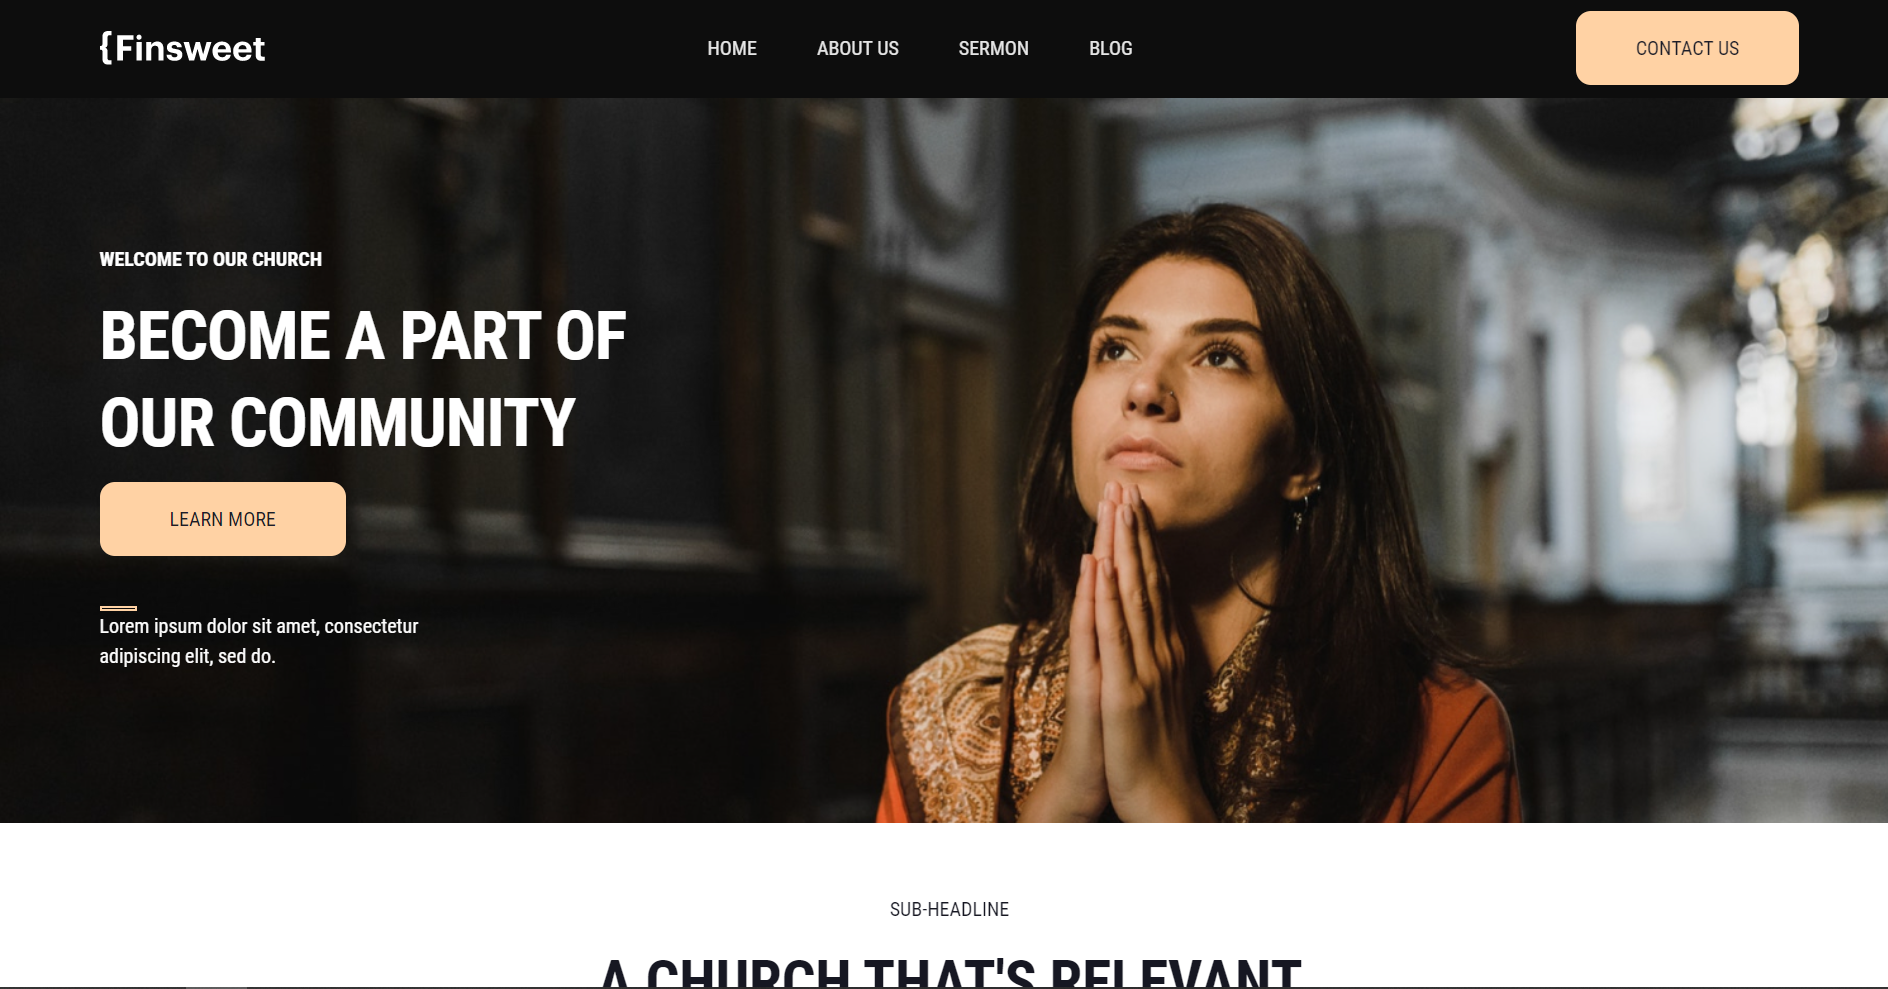 {Finsweet
HOME ABOUT US SERMON BLOG
CONTACT US
WELCOME TO OUR CHURCH
BECOME A PART OF
OUR COMMUNITY
LEARN MORE
Lorem ipsum dolor sit amet, consectetur
adipiscing elit, sed do.
SUB-HEADLINE
A CHURCH THAT'S RELEVANT